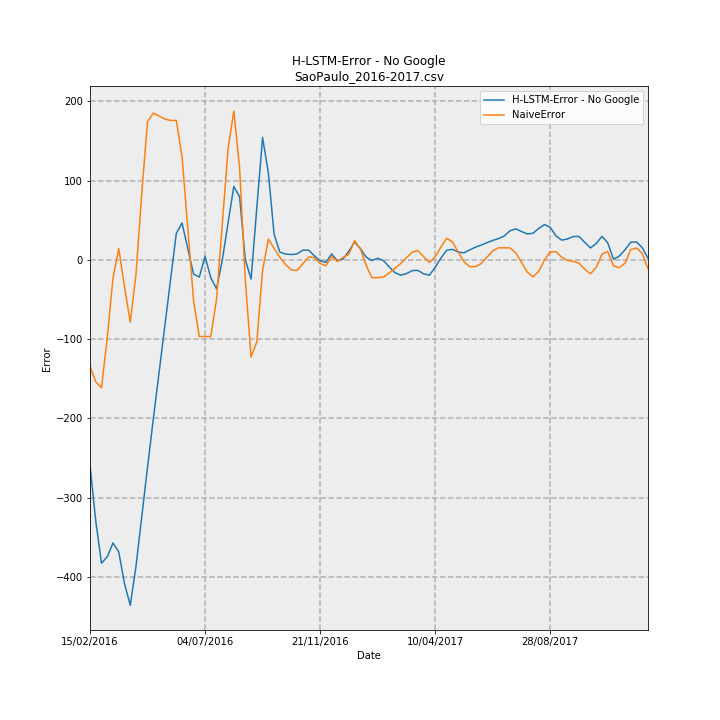 H-LSTM-Error - No Google
SaoPaulo_2016-2017.csv
H-LSTM-Error - No Google
NaiveError
200
100
0
−100
−200
−300
−400
Error
15/02/2016
04/07/2016
21/11/2016
10/04/2017
28/08/2017
Date